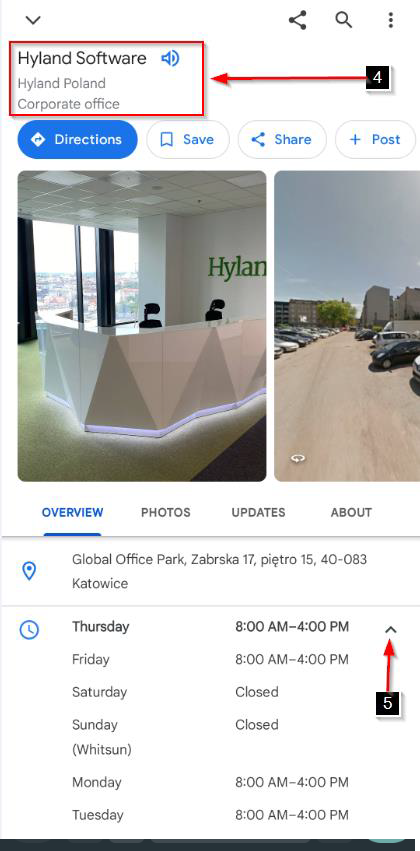 Hyland Software
Hyland Poland
Corporate office
4
Directions
Save
Share
Post
Hylan
OVERVIEW
PHOTOS
UPDATES
ABOUT
Global Office Park, Zabrska 17, piętro 15, 40-083
Katowice
Thursday 8:00 AM–4:00 PM
Friday 8:00 AM–4:00 PM
Saturday Closed
5
Sunday Closed
(Whitsun)
Monday 8:00 AM–4:00 PM
Tuesday 8:00 AM–4:00 PM